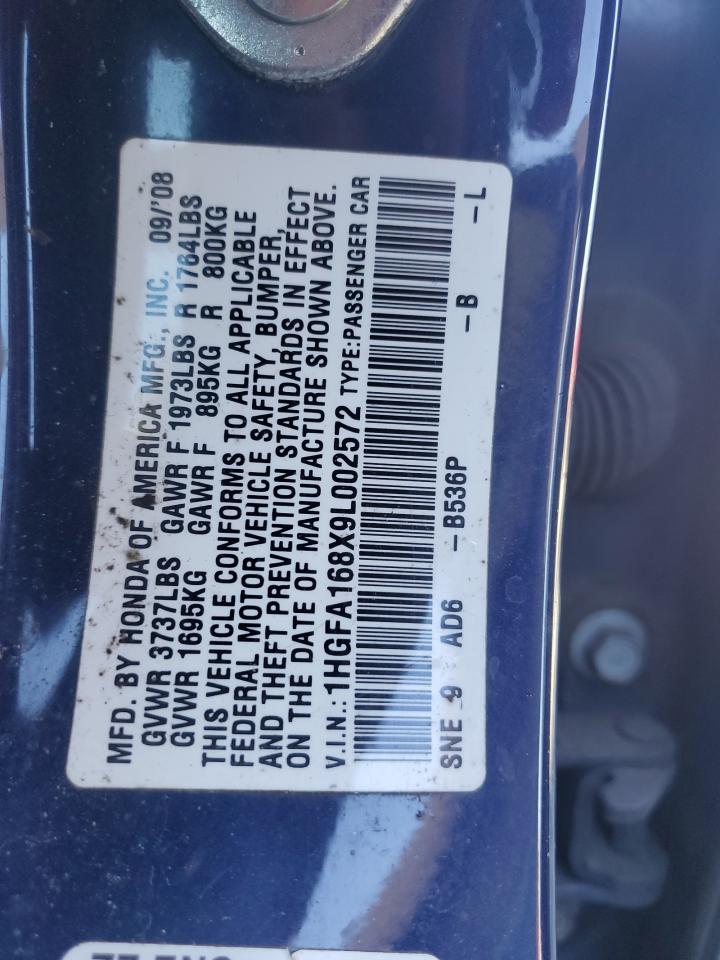 MFD. BY HONDA OF AMERICA MFG., INC. 09/'08
GVWR 3737LBS GAWR F 1973LBS R 1764LBS
GVWR 1695KG GAWR F 895KG R 800KG
THIS VEHICLE CONFORMS TO ALL APPLICABLE
FEDERAL MOTOR VEHICLE SAFETY, BUMPER,
AND THEFT PREVENTION STANDARDS IN EFFECT
ON THE DATE OF MANUFACTURE SHOWN ABOVE.
V.I.N.: 1HGFA168X9L002572 TYPE:PASSENGER CAR
SNE 9 AD6 -B536P -B -L